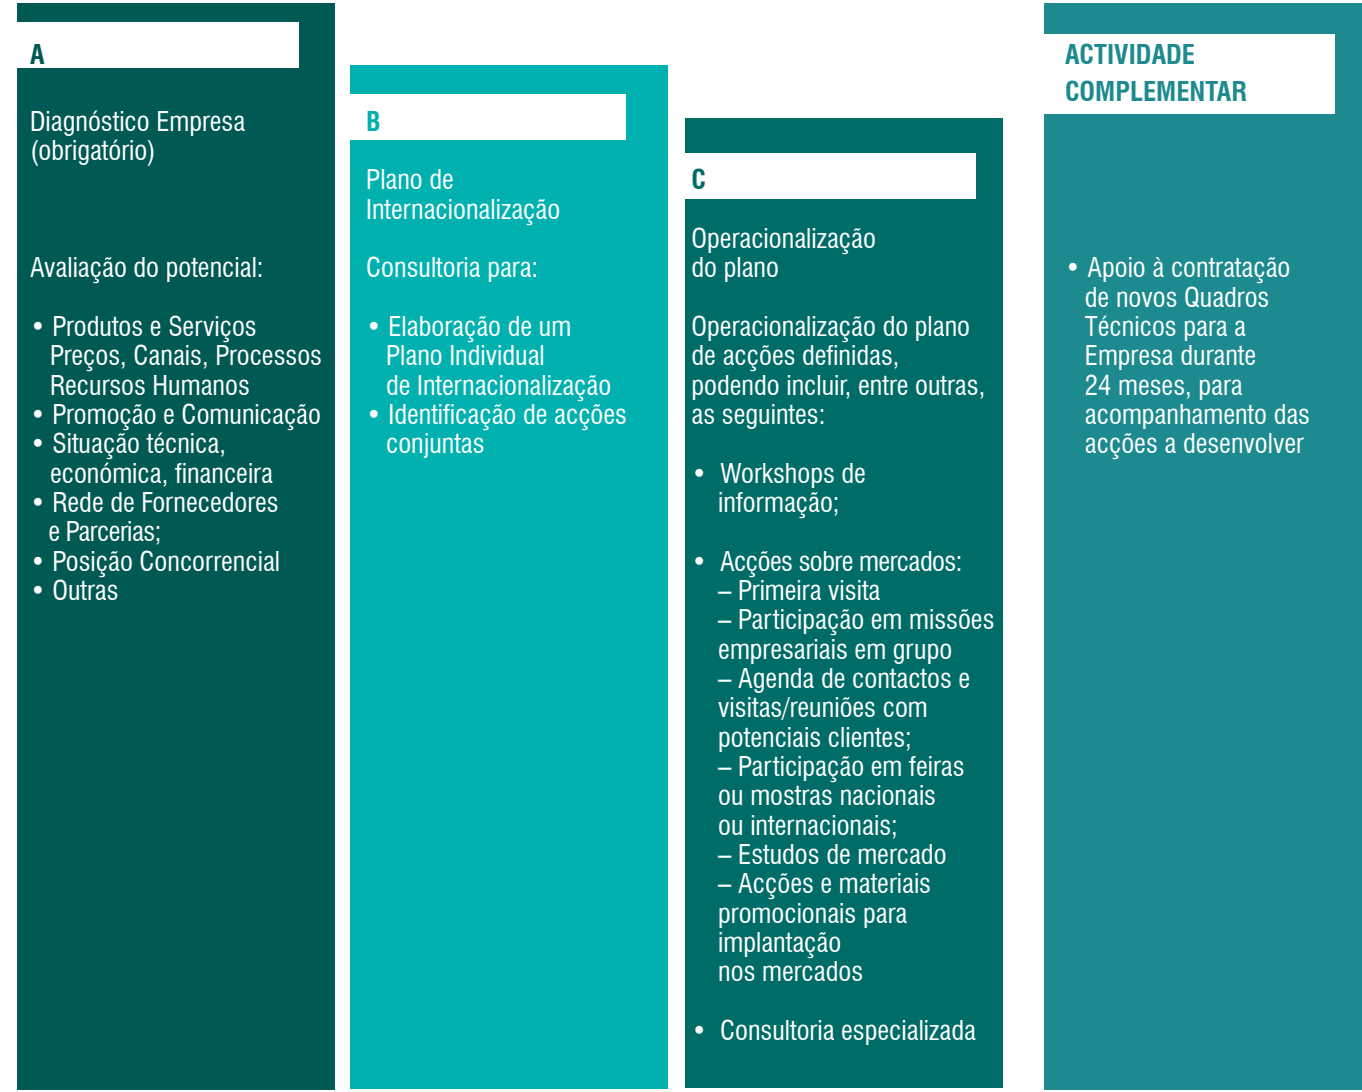 A
Diagnóstico Empresa
(obrigatório)
Avaliação do potencial:
• Produtos e Serviços
Preços, Canais, Processos
Recursos Humanos
• Promoção e Comunicação
• Situação técnica,
económica, financeira
• Rede de Fornecedores
e Parcerias;
• Posição Concorrencial
• Outras
B
Plano de
Internacionalização
Consultoria para:
• Elaboração de um
Plano Individual
de Internacionalização
• Identificação de acções
conjuntas
C
Operacionalização
do plano
Operacionalização do plano
de acções definidas,
podendo incluir, entre outras,
as seguintes:
• Workshops de
informação;
• Acções sobre mercados:
– Primeira visita
– Participação em missões
empresariais em grupo
– Agenda de contactos e
visitas/reuniões com
potenciais clientes;
– Participação em feiras
ou mostras nacionais
ou internacionais;
– Estudos de mercado
– Acções e materiais
promocionais para
implantação
nos mercados
• Consultoria especializada
ACTIVIDADE
COMPLEMENTAR
• Apoio à contratação
de novos Quadros
Técnicos para a
Empresa durante
24 meses, para
acompanhamento das
acções a desenvolver